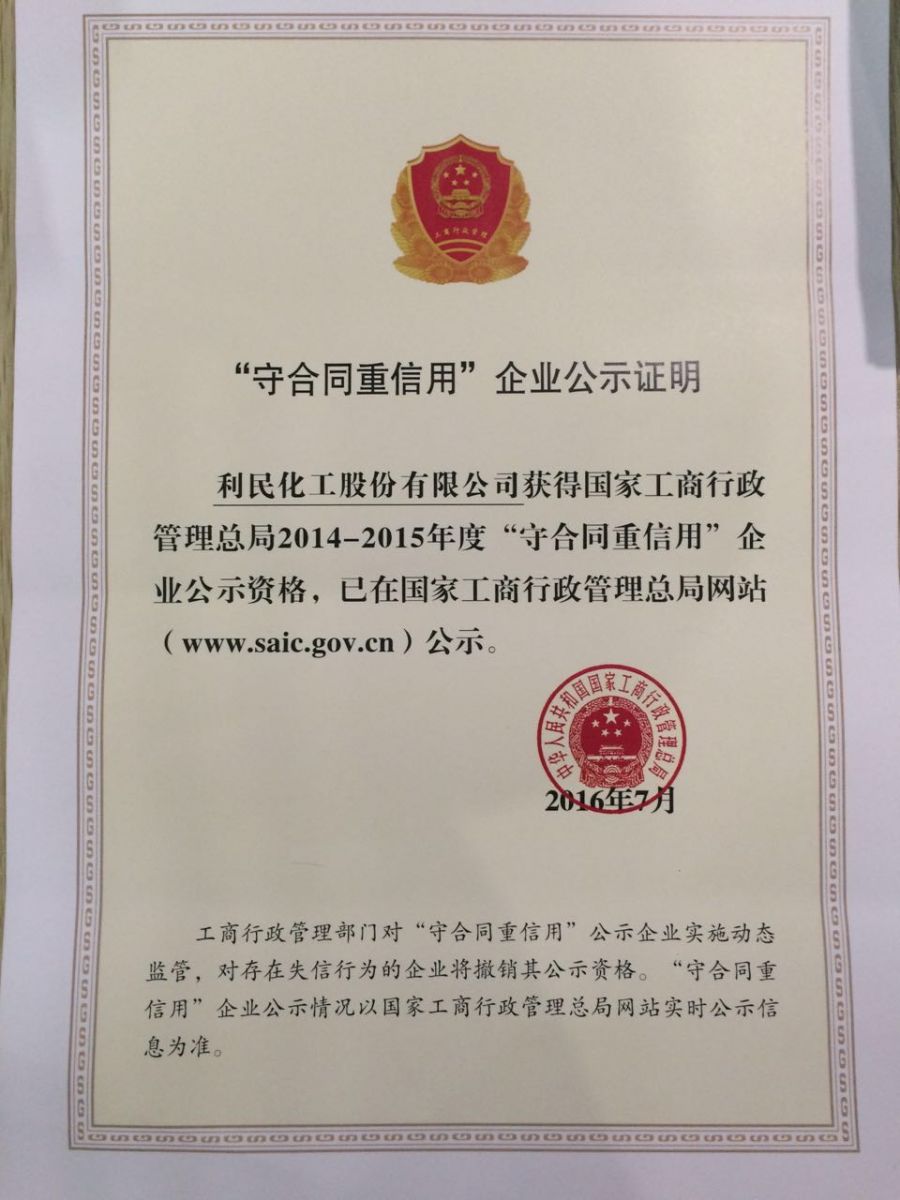 工商行政管理
“守合同重信用”企业公示证明
利民化工股份有限公司获得国家工商行政
管理总局2014-2015年度“守合同重信用”企
业公示资格，已在国家工商行政管理总局网站
（www.saic.gov.cn）公示。
中华人民共和国国家工商行政管理总局
2016年7月
工商行政管理部门对“守合同重信用”公示企业实施动态
监管，对存在失信行为的企业将撤销其公示资格。“守合同重
信用”企业公示情况以国家工商行政管理总局网站实时公示信
息为准。